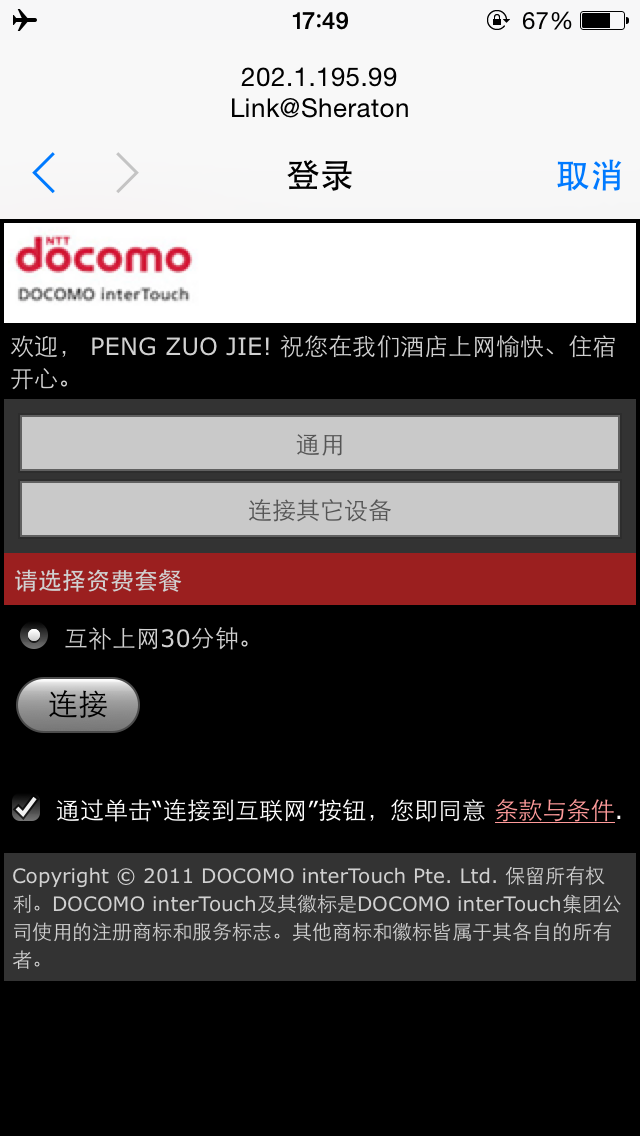 17:49
67%
202.1.195.99
Link@Sheraton
登录
取消
NTT
docomo
DOCOMO interTouch
欢迎， PENG ZUO JIE! 祝您在我们酒店上网愉快、住宿
开心。
通用
连接其它设备
请选择资费套餐
互补上网30分钟。
连接
通过单击“连接到互联网”按钮，您即同意 条款与条件.
Copyright © 2011 DOCOMO interTouch Pte. Ltd. 保留所有权
利。DOCOMO interTouch及其徽标是DOCOMO interTouch集团公
司使用的注册商标和服务标志。其他商标和徽标皆属于其各自的所有
者。